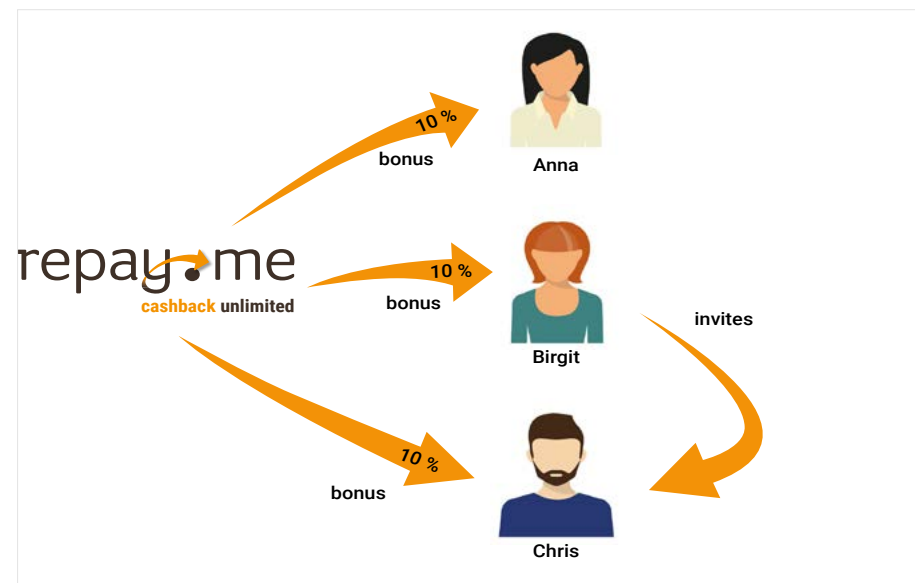 10 %
bonus
Anna
repay.me
cashback unlimited
10 %
bonus
Birgit
invites
10 %
bonus
Chris